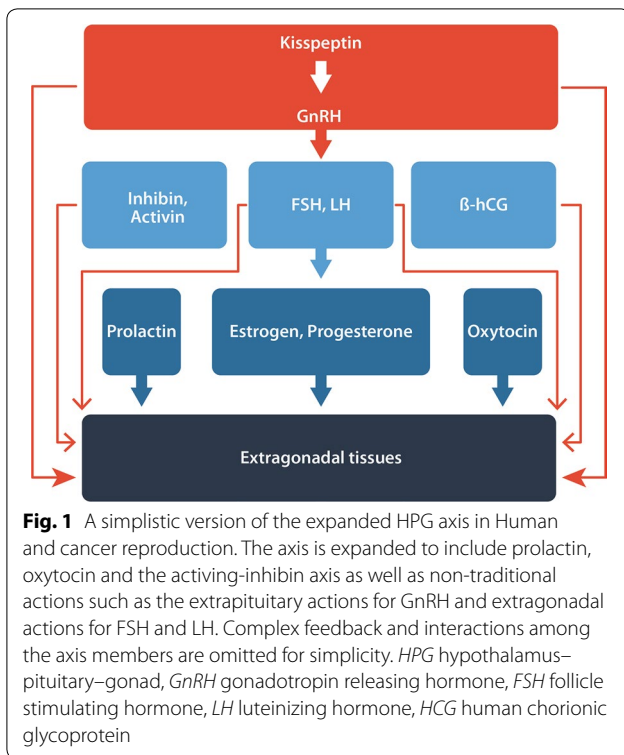 Kisspeptin
GnRH
Inhibin,
Activin
FSH, LH
ß-hCG
Prolactin
Estrogen, Progesterone
Oxytocin
Extragonadal tissues
Fig. 1 A simplistic version of the expanded HPG axis in Human
and cancer reproduction. The axis is expanded to include prolactin,
oxytocin and the activing-inhibin axis as well as non-traditional
actions such as the extrapituitary actions for GnRH and extragonadal
actions for FSH and LH. Complex feedback and interactions among
the axis members are omitted for simplicity. HPG hypothalamus–
pituitary–gonad, GnRH gonadotropin releasing hormone, FSH follicle
stimulating hormone, LH luteinizing hormone, HCG human chorionic
glycoprotein